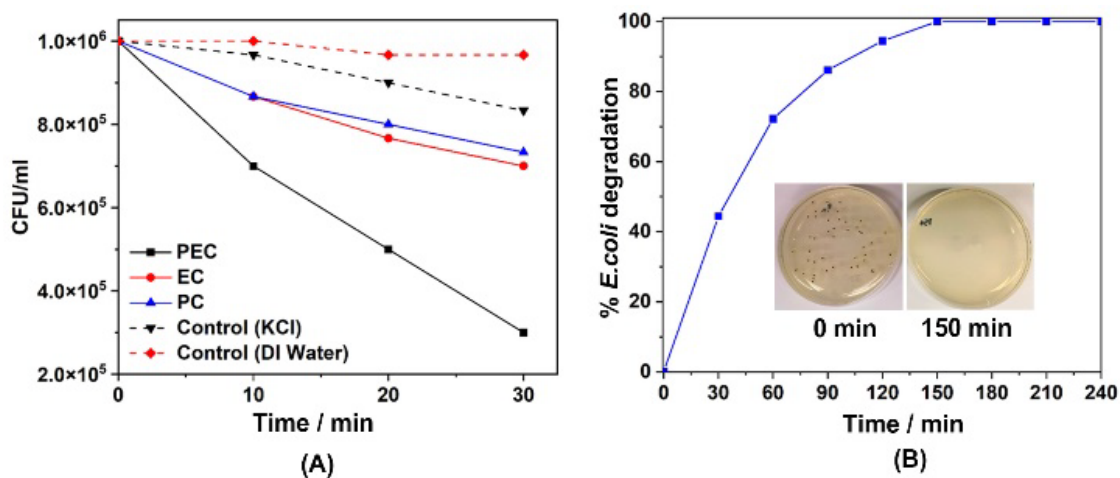 1.0×10⁶
8.0×10⁵
6.0×10⁵
4.0×10⁵
2.0×10⁵
CFU/ml
PEC
EC
PC
Control (KCl)
Control (DI Water)
0 10 20 30
Time / min
(A)
100
80
60
40
20
0
% E.coli degradation
0 min 150 min
0 30 60 90 120 150 180 210 240
Time / min
(B)